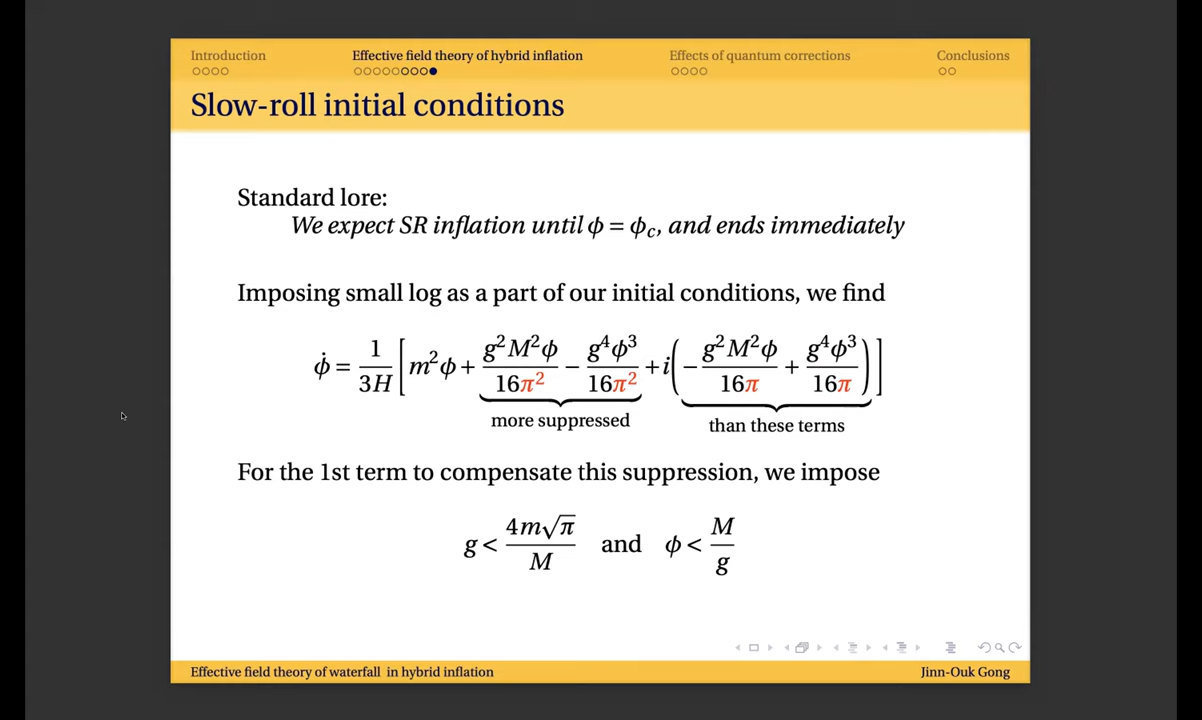 Introduction
Effective field theory of hybrid inflation
Effects of quantum corrections
Conclusions
Slow-roll initial conditions
Standard lore:
We expect SR inflation until ϕ = ϕ_c, and ends immediately
Imposing small log as a part of our initial conditions, we find
ϕ̇ = 1/3H [ m²ϕ + g²M²ϕ/16π² − g⁴ϕ³/16π² + i( − g²M²ϕ/16π + g⁴ϕ³/16π ) ]
more suppressed
than these terms
For the 1st term to compensate this suppression, we impose
g < 4m√π/M and ϕ < M/g
Effective field theory of waterfall in hybrid inflation
Jinn-Ouk Gong